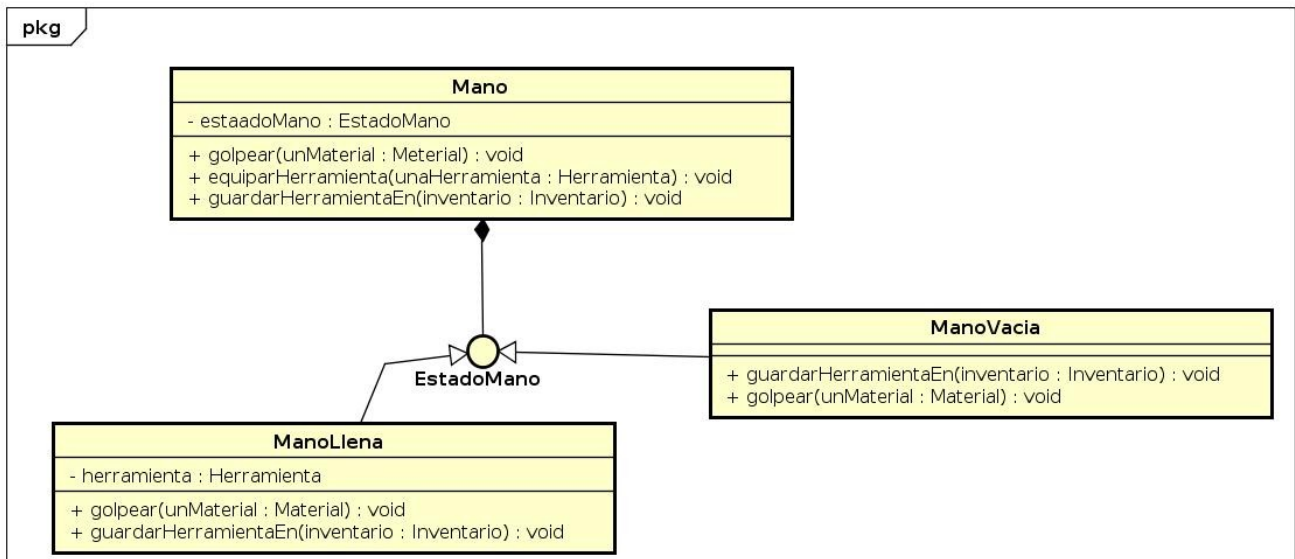 pkg
Mano
- estaadoMano : EstadoMano
+ golpear(unMaterial : Meterial) : void
+ equiparHerramienta(unaHerramienta : Herramienta) : void
+ guardarHerramientaEn(inventario : Inventario) : void
EstadoMano
ManoVacia
+ guardarHerramientaEn(inventario : Inventario) : void
+ golpear(unMaterial : Material) : void
ManoLlena
- herramienta : Herramienta
+ golpear(unMaterial : Material) : void
+ guardarHerramientaEn(inventario : Inventario) : void